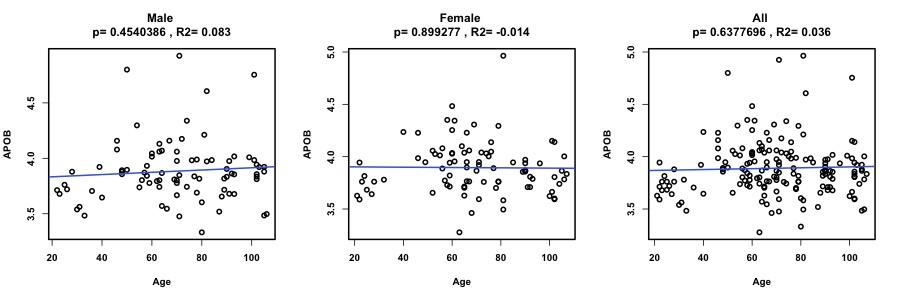 Male
p= 0.4540386 , R2= 0.083
APOB
4.5
4.0
3.5
20 40 60 80 100
Age
Female
p= 0.899277 , R2= -0.014
APOB
5.0
4.5
4.0
3.5
20 40 60 80 100
Age
All
p= 0.6377696 , R2= 0.036
APOB
5.0
4.5
4.0
3.5
20 40 60 80 100
Age